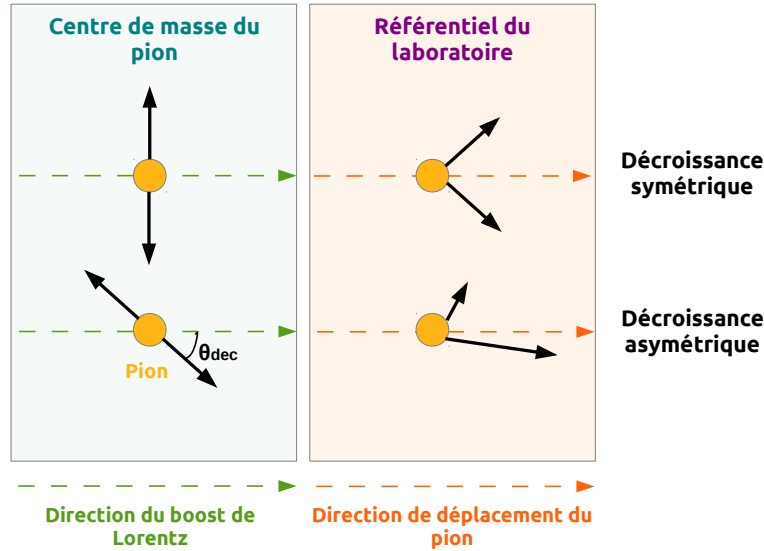 Centre de masse du
pion
Référentiel du
laboratoire
Décroissance
symétrique
θdec
Pion
Décroissance
asymétrique
Direction du boost de
Lorentz
Direction de déplacement du
pion